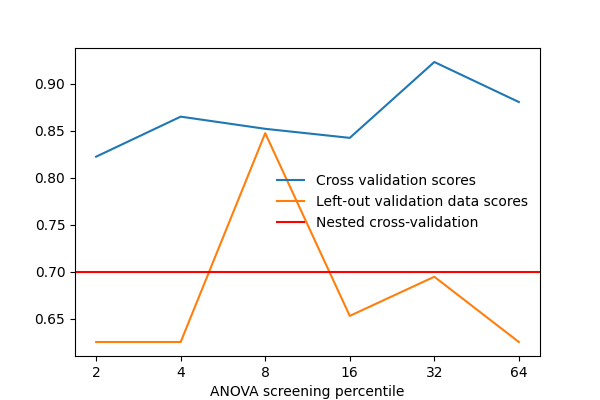 0.90
0.85
0.80
0.75
0.70
0.65
Cross validation scores
Left-out validation data scores
Nested cross-validation
2 4 8 16 32 64
ANOVA screening percentile